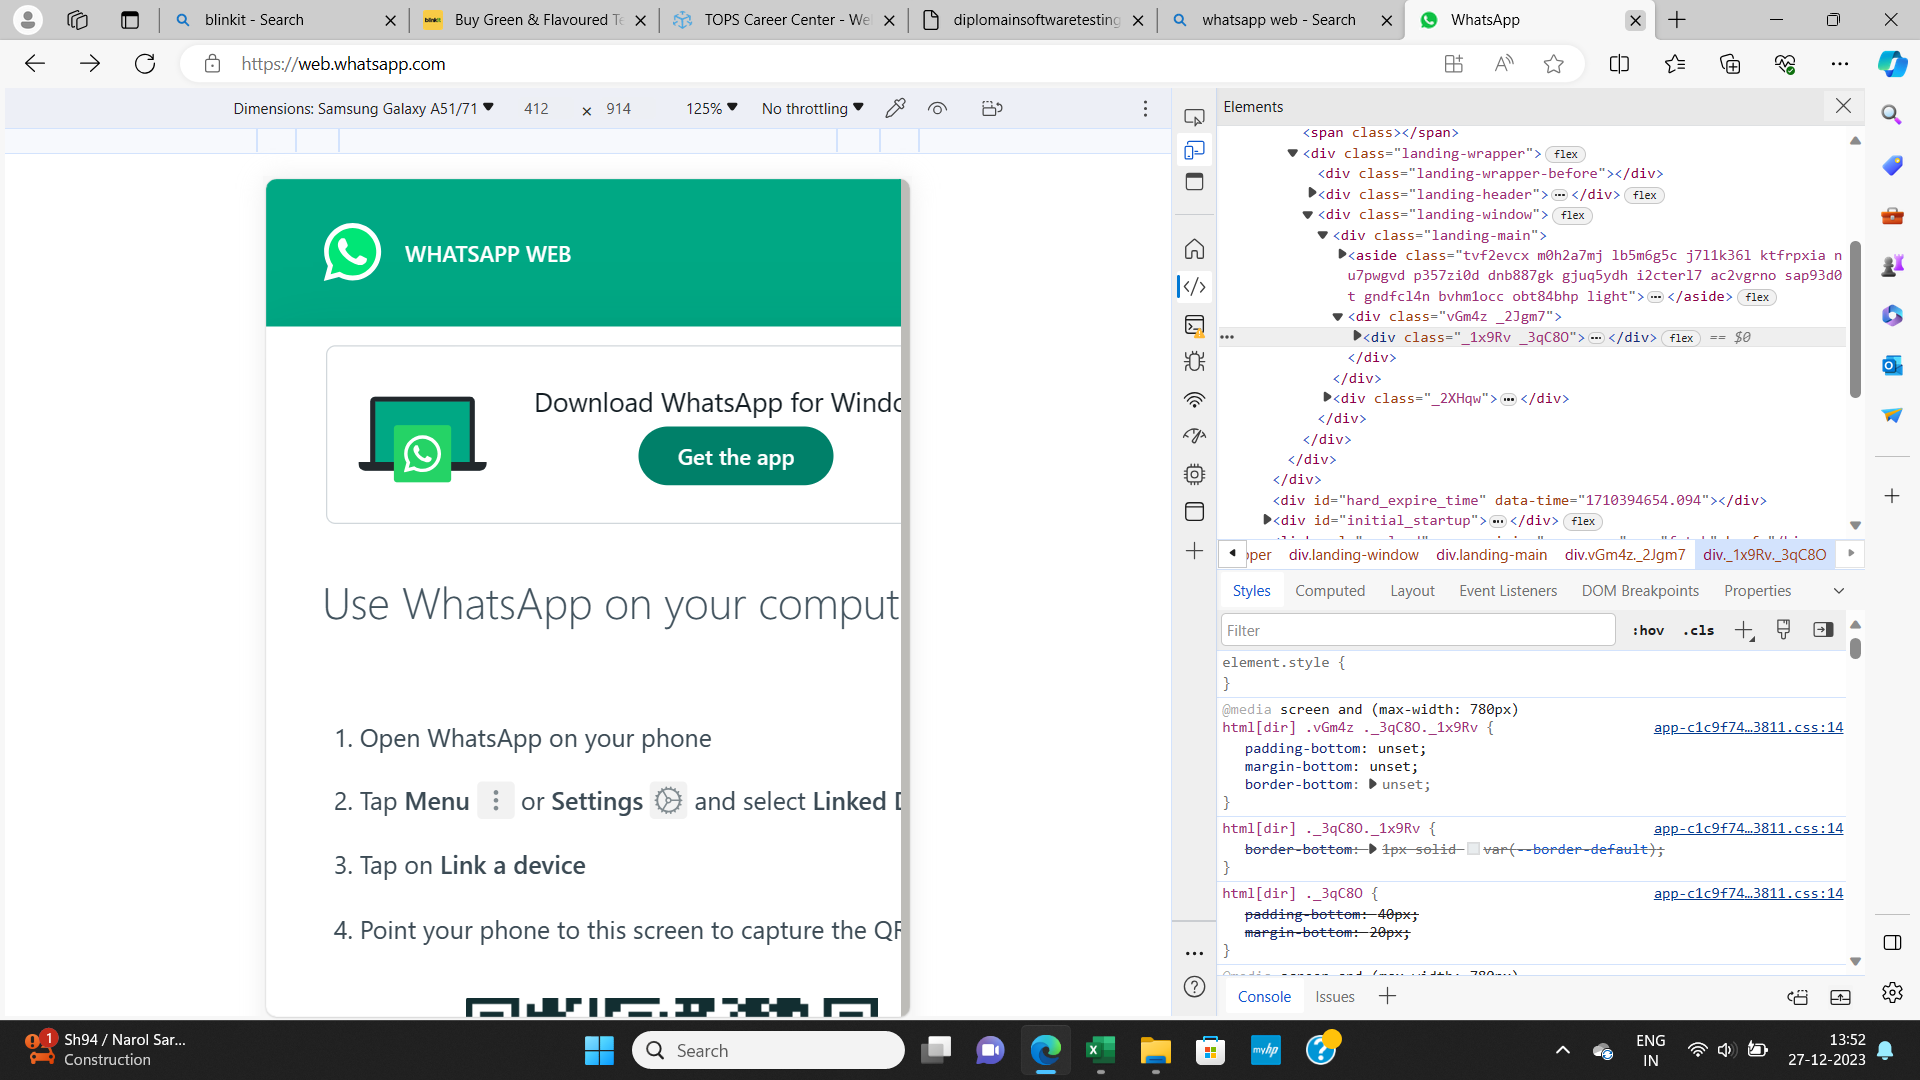 blinkit - Search
Buy Green & Flavoured Te
TOPS Career Center - We
diplomainsoftwaretesting
whatsapp web - Search
WhatsApp
https://web.whatsapp.com
Dimensions: Samsung Galaxy A51/71 412 × 914 125% No throttling
WHATSAPP WEB
Download WhatsApp for Windo
Get the app
Use WhatsApp on your comput
1. Open WhatsApp on your phone
2. Tap Menu or Settings and select Linked D
3. Tap on Link a device
4. Point your phone to this screen to capture the QR
Elements
<span class></span>
<div class="landing-wrapper"> flex
<div class="landing-wrapper-before"></div>
<div class="landing-header"> … </div> flex
<div class="landing-window"> flex
<div class="landing-main">
<aside class="tvf2evcx m0h2a7mj lb5m6g5c j7l1k36l ktfrpxia n
u7pwgvd p357zi0d dnb887gk gjuq5ydh i2cterl7 ac2vgrno sap93d0
t gndfcl4n bvhm1occ obt84bhp light"> … </aside> flex
<div class="vGm4z _2Jgm7">
<div class="_1x9Rv _3qC8O"> … </div> flex == $0
</div>
</div>
<div class="_2XHqw"> … </div>
</div>
</div>
</div>
</div>
<div id="hard_expire_time" data-time="1710394654.094"></div>
<div id="initial_startup"> … </div> flex
pper div.landing-window div.landing-main div.vGm4z._2Jgm7 div._1x9Rv._3qC8O
Styles Computed Layout Event Listeners DOM Breakpoints Properties
Filter :hov .cls
element.style {
}
@media screen and (max-width: 780px)
html[dir] .vGm4z ._3qC8O._1x9Rv { app-c1c9f74…3811.css:14
padding-bottom: unset;
margin-bottom: unset;
border-bottom: unset;
}
html[dir] ._3qC8O._1x9Rv { app-c1c9f74…3811.css:14
border-bottom: 1px solid var(--border-default);
}
html[dir] ._3qC8O { app-c1c9f74…3811.css:14
padding-bottom: 40px;
margin-bottom: 20px;
}
@media screen and (max-width: 780px)
Console Issues
1
Sh94 / Narol Sar...
Construction
Search
myhp
ENG
IN
13:52
27-12-2023